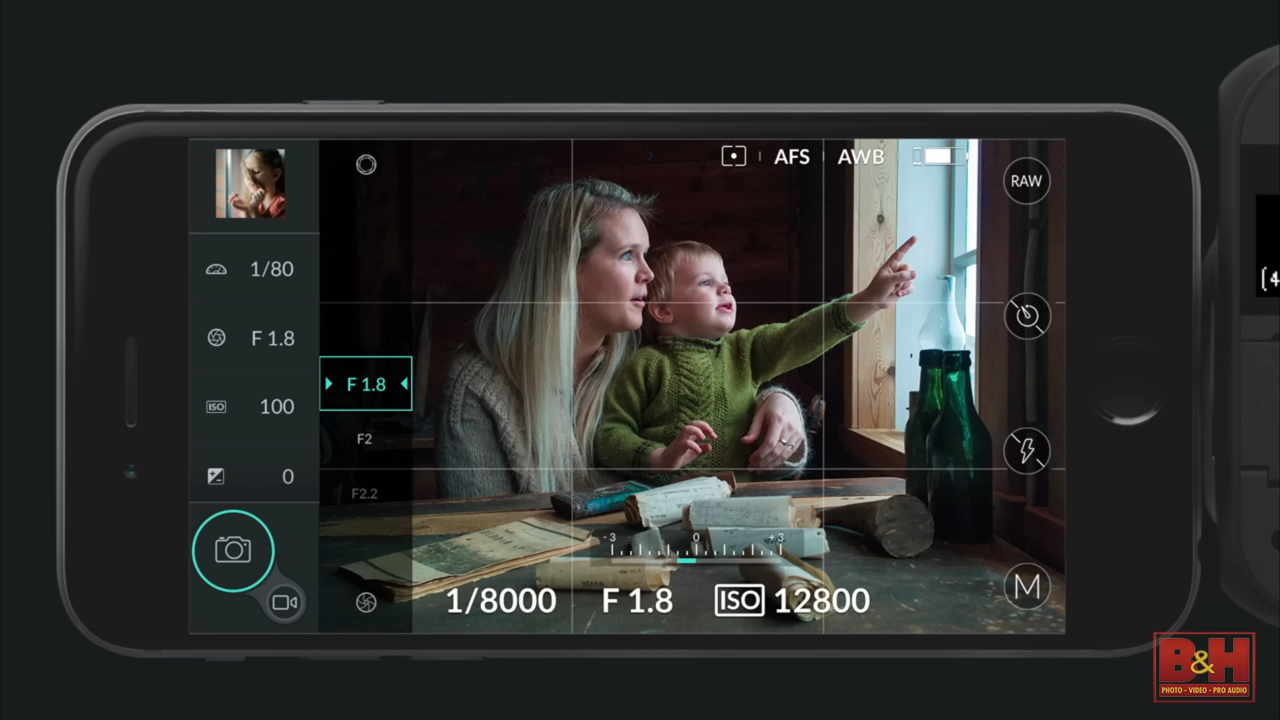 AFS
AWB
RAW
1/80
F 1.8
ISO
100
0
F 1.8
F2
F2.2
-3 0 +3
1/8000 F 1.8 ISO 12800
M
[4
B&H
PHOTO - VIDEO - PRO AUDIO